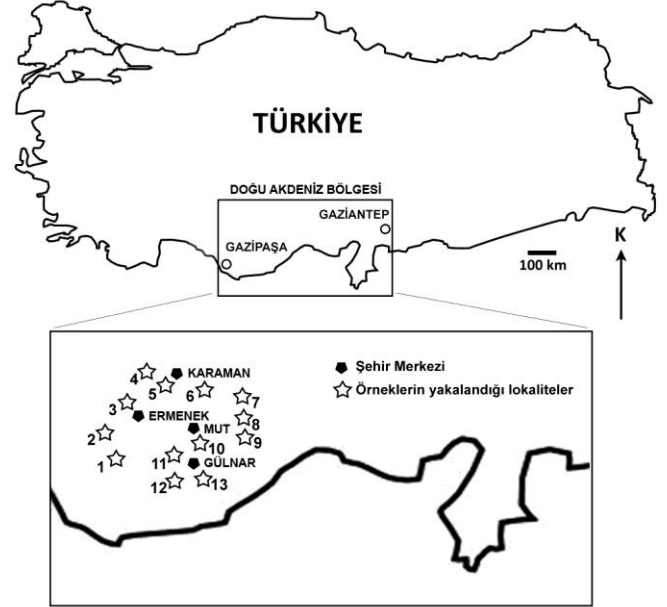 TÜRKİYE
DOĞU AKDENİZ BÖLGESİ
GAZİANTEP
GAZİPAŞA
K
100 km
4
KARAMAN
5
6
7
3
ERMENEK
8
2
MUT
9
10
1
11
GÜLNAR
12
13
Şehir Merkezi
Örneklerin yakalandığı lokaliteler